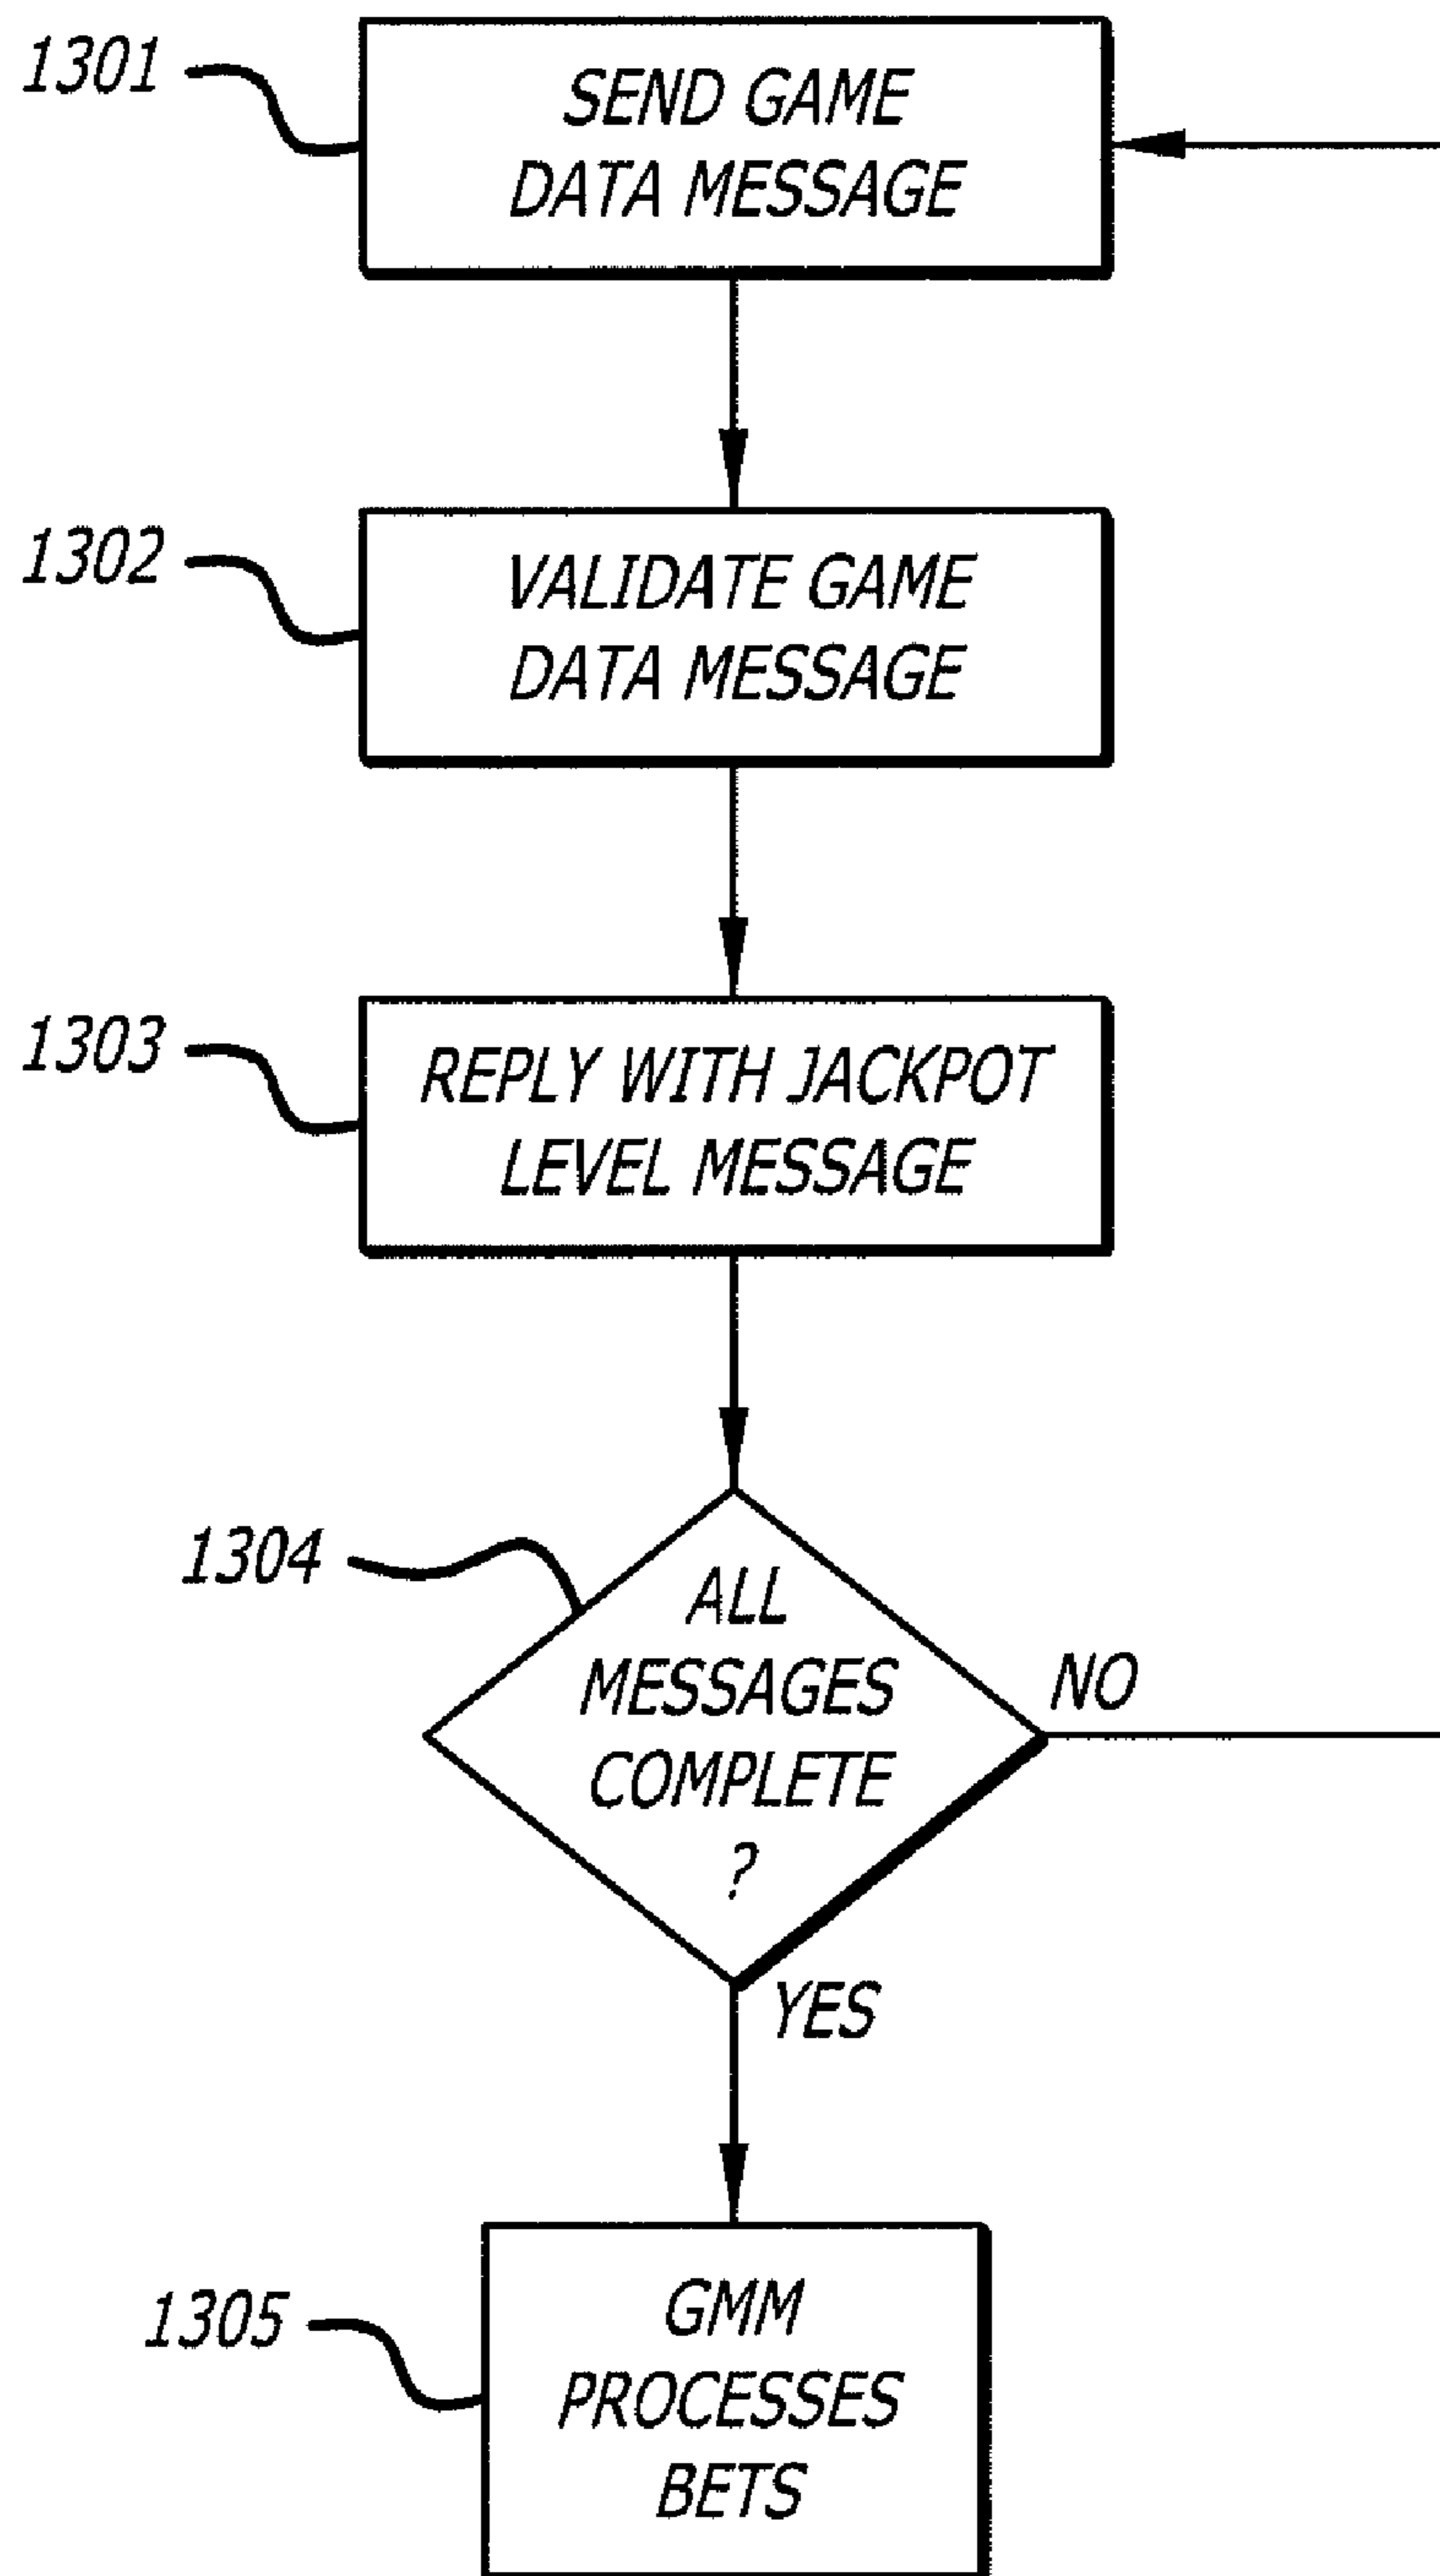 1301
SEND GAME
DATA MESSAGE
1302
VALIDATE GAME
DATA MESSAGE
1303
REPLY WITH JACKPOT
LEVEL MESSAGE
1304
ALL
MESSAGES
COMPLETE
?
NO
YES
1305
GMM
PROCESSES
BETS